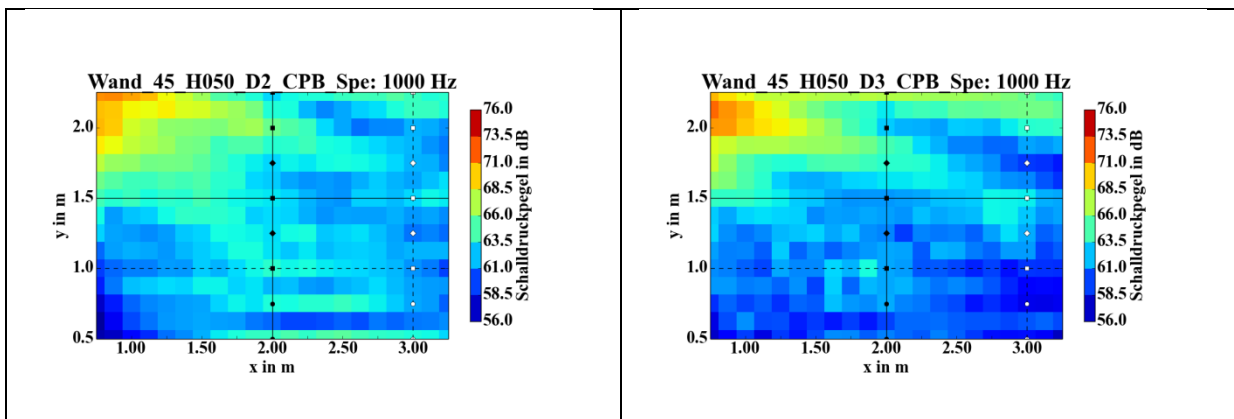 Wand_45_H050_D2_CPB_Spe: 1000 Hz
76.0
73.5
71.0
68.5
66.0
63.5
61.0
58.5
56.0
Schalldruckpegel in dB
2.0
1.5
1.0
0.5
y in m
1.00 1.50 2.00 2.50 3.00
x in m
Wand_45_H050_D3_CPB_Spe: 1000 Hz
76.0
73.5
71.0
68.5
66.0
63.5
61.0
58.5
56.0
Schalldruckpegel in dB
2.0
1.5
1.0
0.5
y in m
1.00 1.50 2.00 2.50 3.00
x in m